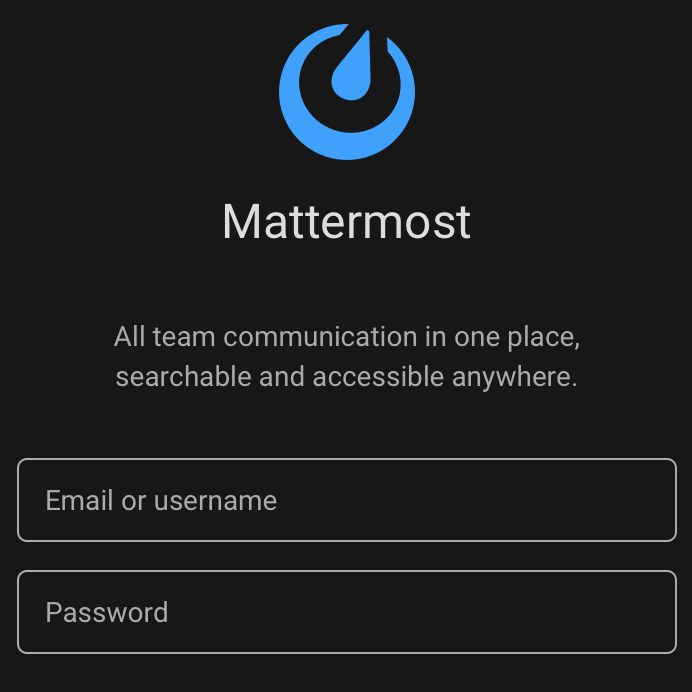 Mattermost
All team communication in one place,
searchable and accessible anywhere.
Email or username
Password